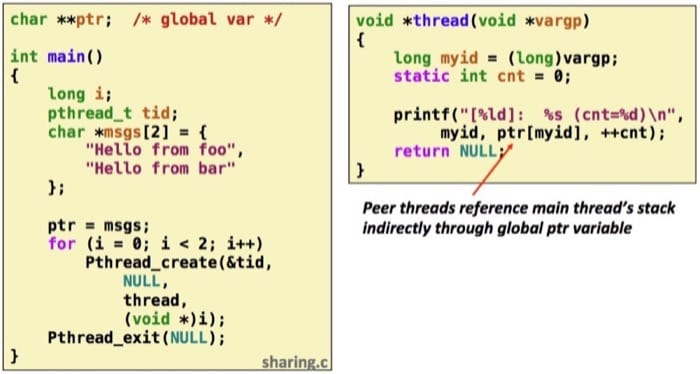 char **ptr;  /* global var */
int main()
{
    long i;
    pthread_t tid;
    char *msgs[2] = {
        "Hello from foo",
        "Hello from bar"
    };
    ptr = msgs;
    for (i = 0; i < 2; i++)
        Pthread_create(&tid,
            NULL,
            thread,
            (void *)i);
    Pthread_exit(NULL);
}
sharing.c
void *thread(void *vargp)
{
    long myid = (long)vargp;
    static int cnt = 0;
    printf("[%ld]:  %s (cnt=%d)\n",
        myid, ptr[myid], ++cnt);
    return NULL;
}
Peer threads reference main thread's stack
indirectly through global ptr variable